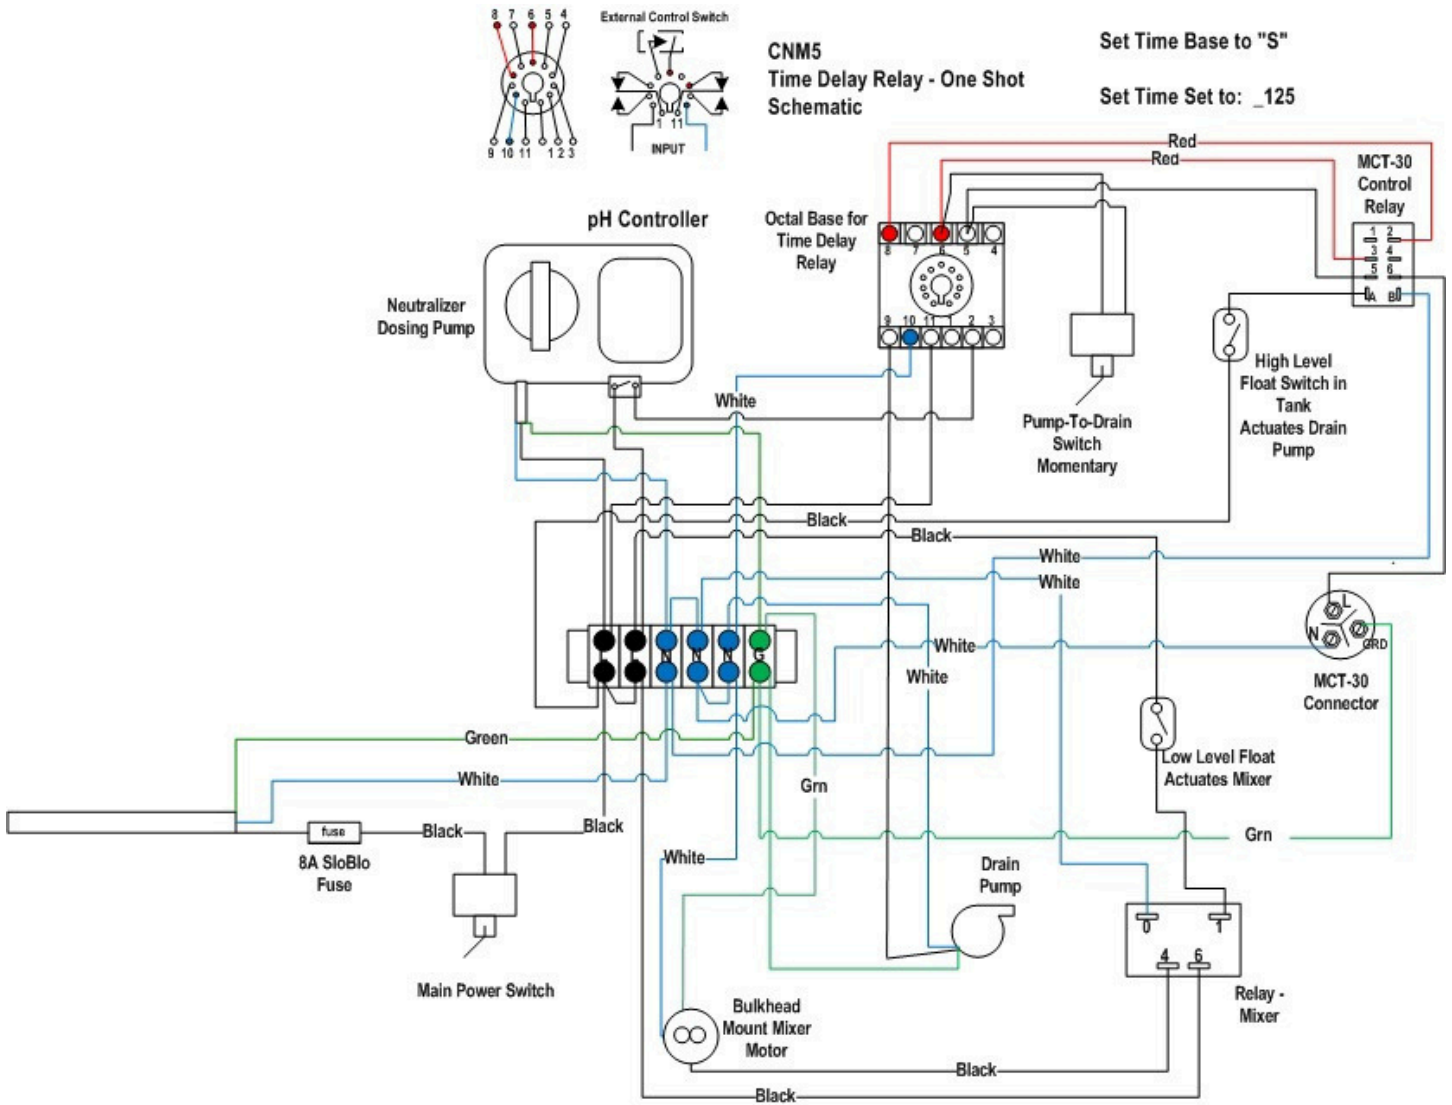 8 7 6 5 4
9 10 11 1 2 3
External Control Switch
1 11
INPUT
CNM5
Time Delay Relay - One Shot
Schematic
Set Time Base to "S"
Set Time Set to: _125
Red
Red
MCT-30
Control
Relay
1 2
3 4
5 6
A B
pH Controller
Octal Base for
Time Delay
Relay
8 7 6 5 4
9 10 11 2 3
Neutralizer
Dosing Pump
White
Pump-To-Drain
Switch
Momentary
High Level
Float Switch in
Tank
Actuates Drain
Pump
Black
Black
White
White
White
White
L
N
GRD
MCT-30
Connector
L L N N N G
Green
White
Low Level Float
Actuates Mixer
Grn
Grn
fuse
Black
Black
8A SloBlo
Fuse
White
Drain
Pump
0 1
4 6
Relay -
Mixer
Main Power Switch
Bulkhead
Mount Mixer
Motor
Black
Black